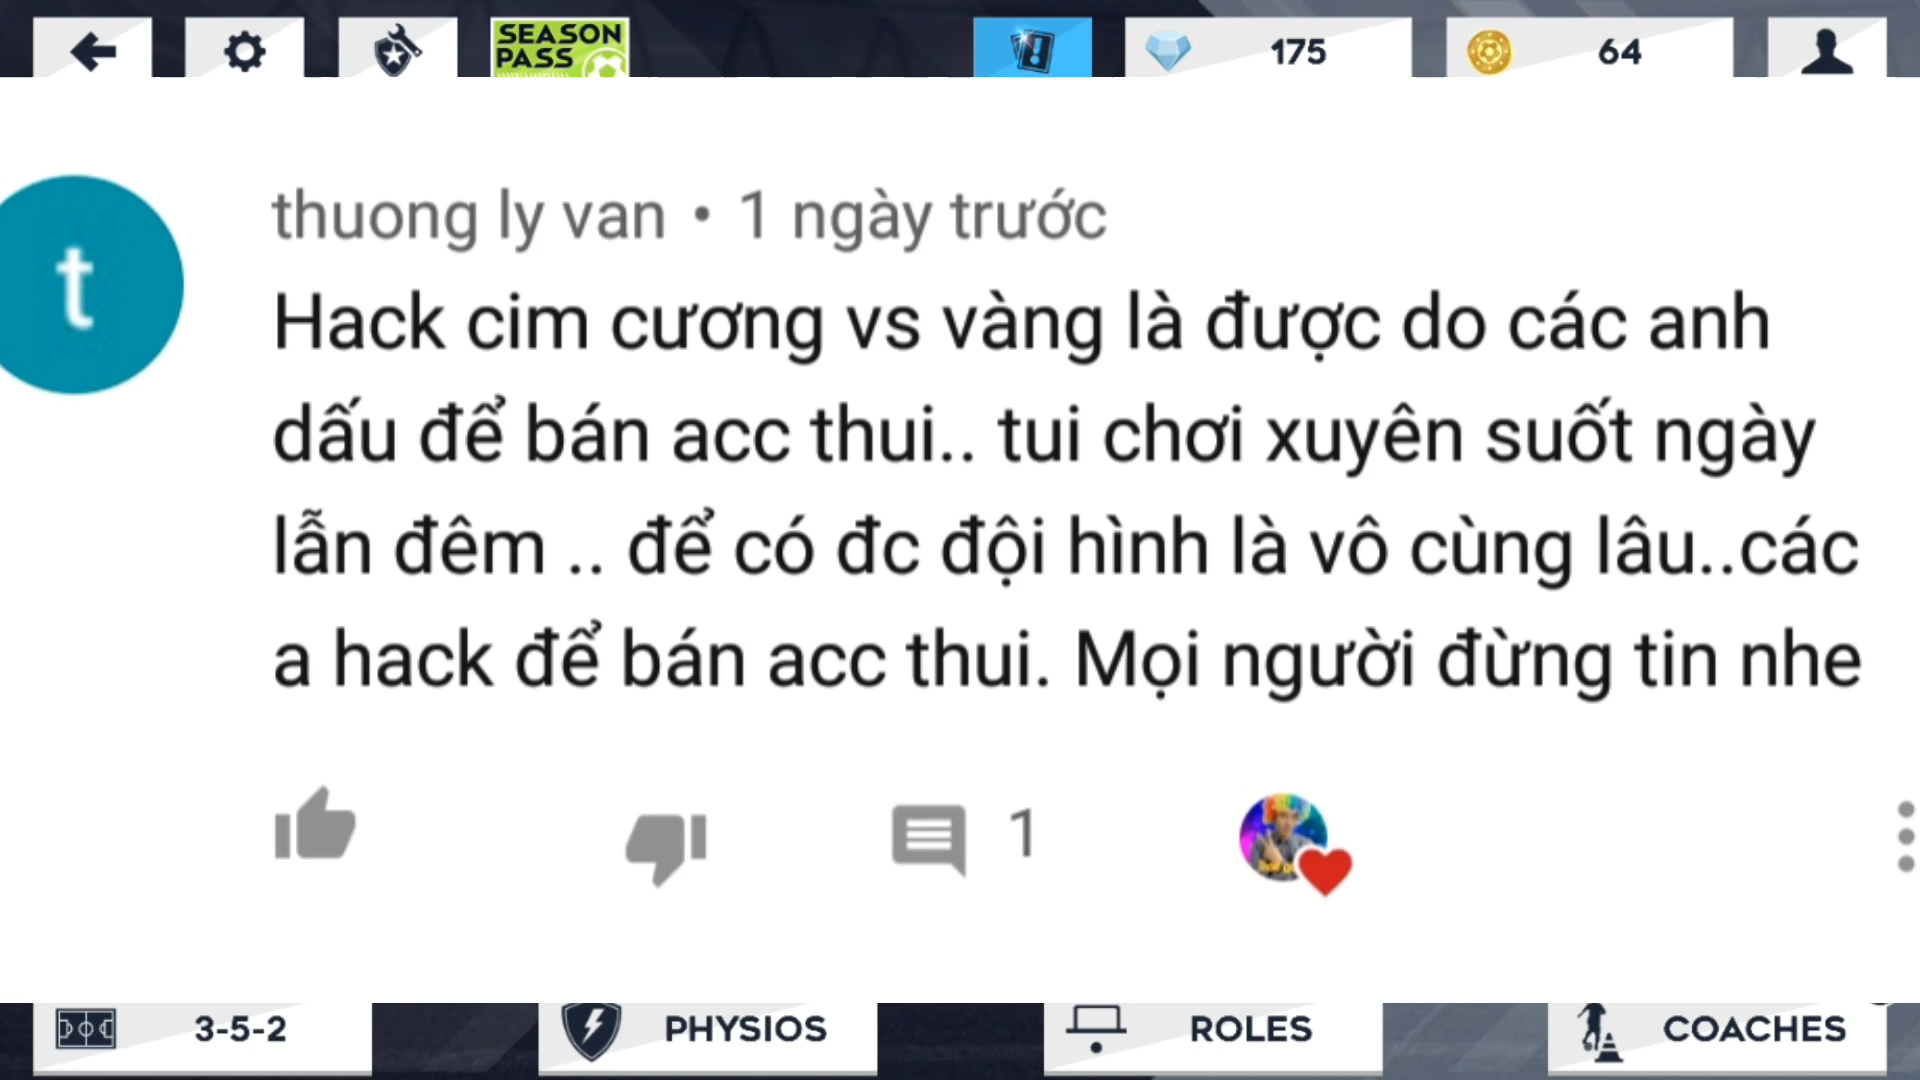 SEASON
PASS
175
64
t
thuong ly van • 1 ngày trước
Hack cim cương vs vàng là được do các anh
dấu để bán acc thui.. tui chơi xuyên suốt ngày
lẫn đêm .. để có đc đội hình là vô cùng lâu..các
a hack để bán acc thui. Mọi người đừng tin nhe
1
3-5-2
PHYSIOS
ROLES
COACHES